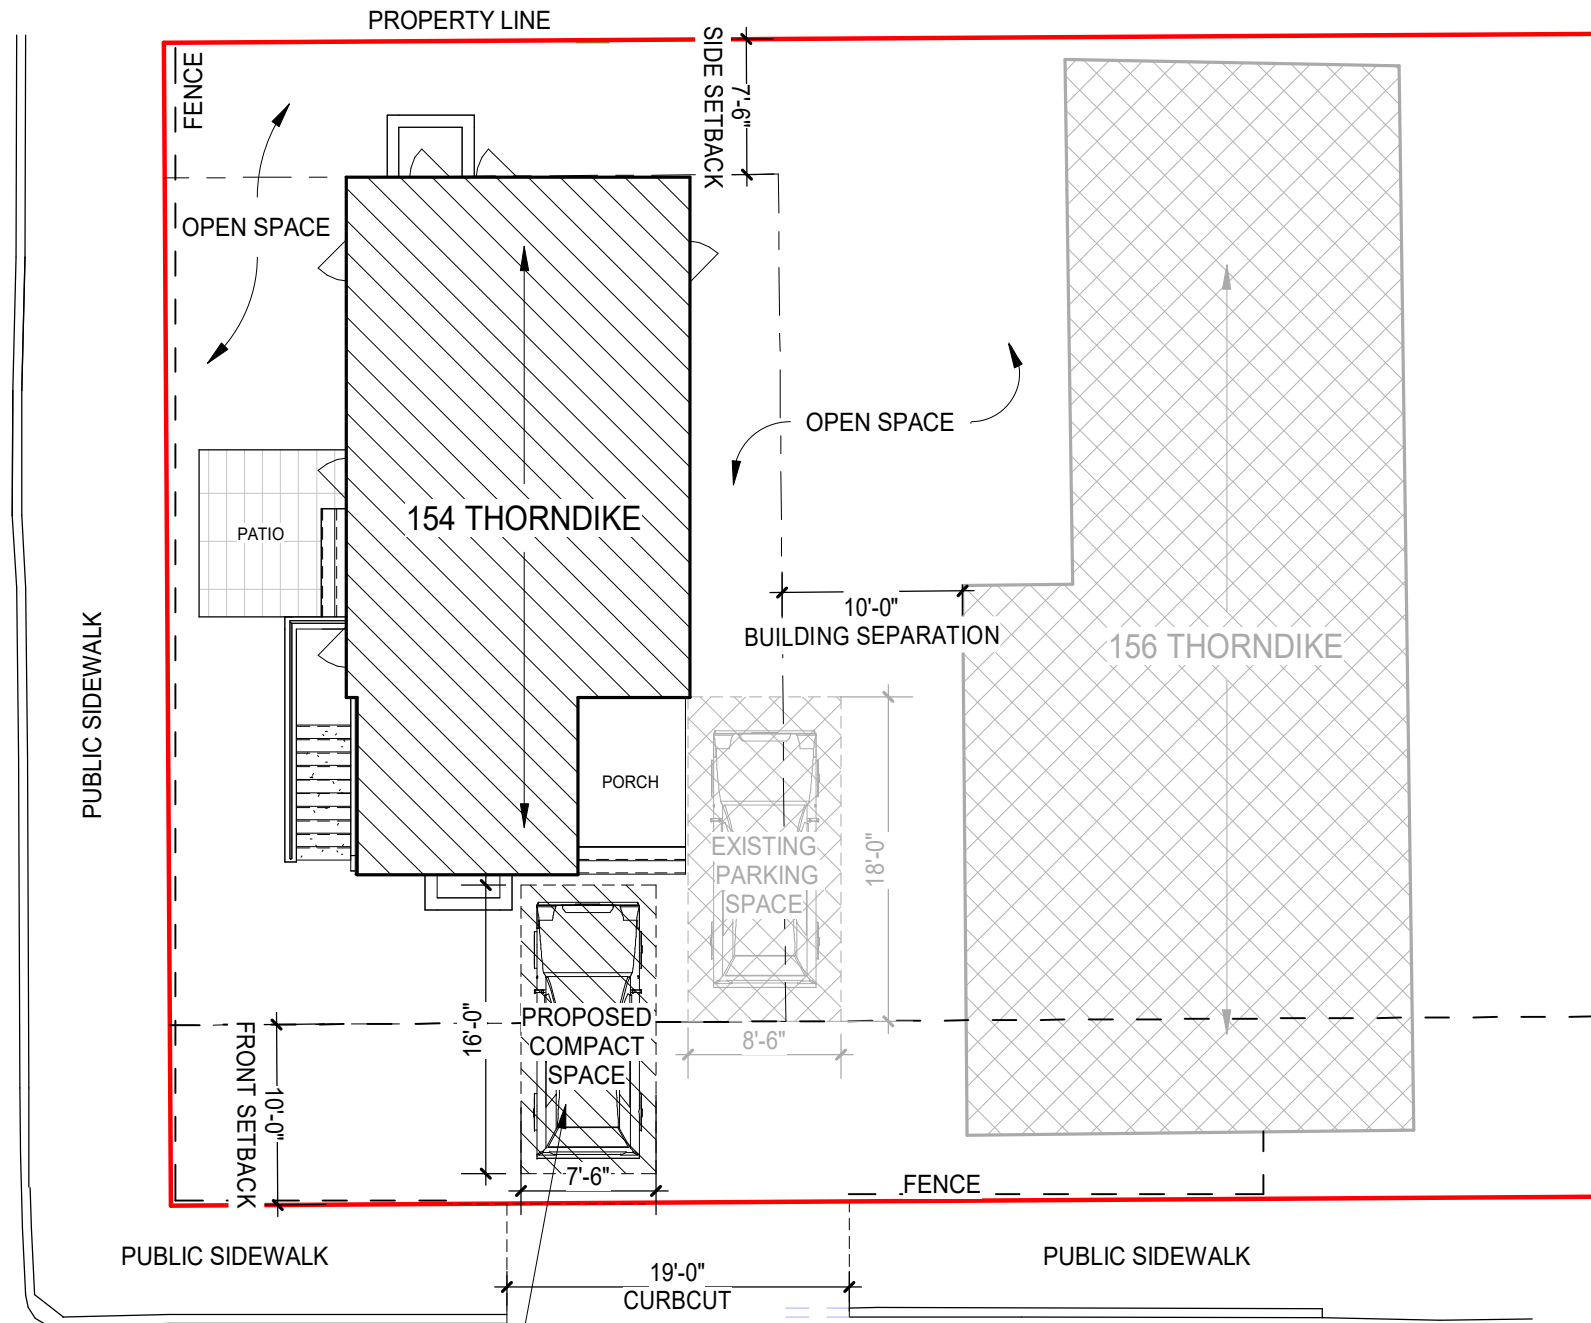 PROPERTY LINE
FENCE
SIDE SETBACK
7'-6"
OPEN SPACE
OPEN SPACE
154 THORNDIKE
PATIO
10'-0"
BUILDING SEPARATION
156 THORNDIKE
PUBLIC SIDEWALK
PORCH
EXISTING
PARKING
SPACE
18'-0"
8'-6"
16'-0"
PROPOSED
COMPACT
SPACE
7'-6"
FRONT SETBACK
10'-0"
FENCE
PUBLIC SIDEWALK
19'-0"
CURBCUT
PUBLIC SIDEWALK